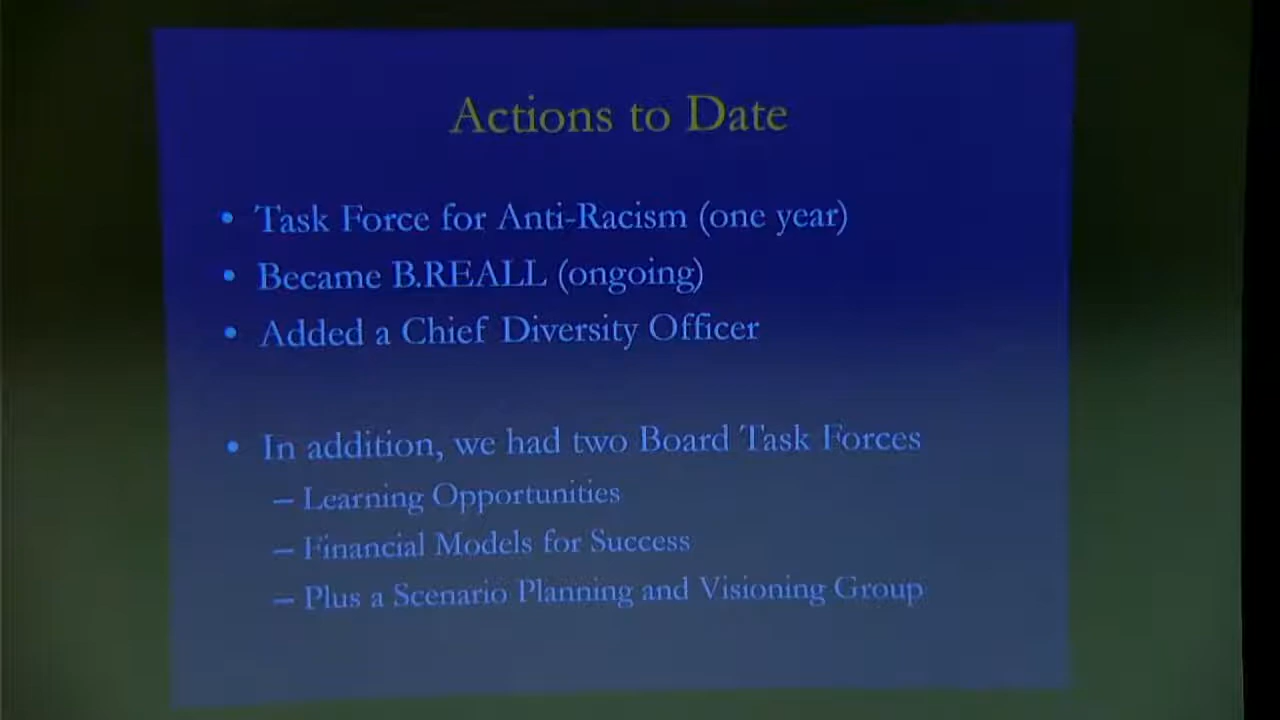 Actions to Date
• Task Force for Anti-Racism (one year)
• Became B.REALL (ongoing)
• Added a Chief Diversity Officer
• In addition, we had two Board Task Forces
– Learning Opportunities
– Financial Models for Success
– Plus a Scenario Planning and Visioning Group